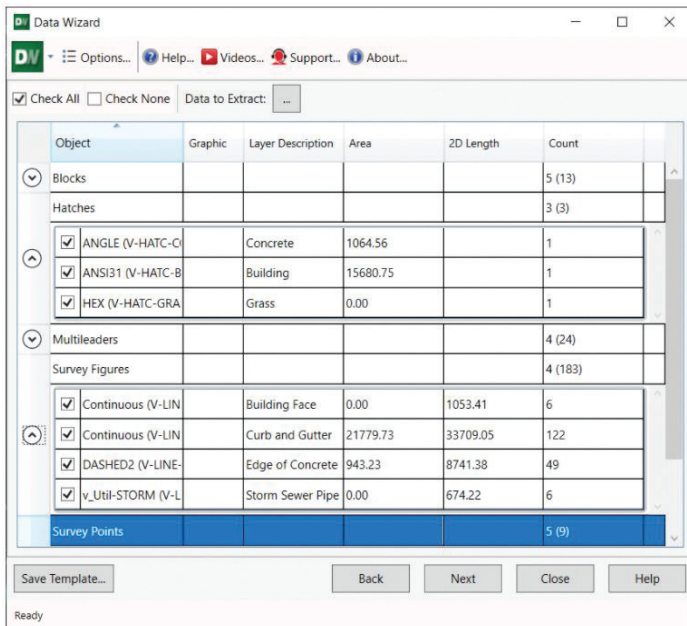 DW Data Wizard
DW Options... Help... Videos... Support... About...
Check All Check None Data to Extract: ...
Object Graphic Layer Description Area 2D Length Count
Blocks 5 (13)
Hatches 3 (3)
ANGLE (V-HATC-C Concrete 1064.56 1
ANSI31 (V-HATC-B Building 15680.75 1
HEX (V-HATC-GRA Grass 0.00 1
Multileaders 4 (24)
Survey Figures 4 (183)
Continuous (V-LIN Building Face 0.00 1053.41 6
Continuous (V-LIN Curb and Gutter 21779.73 33709.05 122
DASHED2 (V-LINE- Edge of Concrete 943.23 8741.38 49
v_Util-STORM (V-L Storm Sewer Pipe 0.00 674.22 6
Survey Points 5 (9)
Save Template... Back Next Close Help
Ready